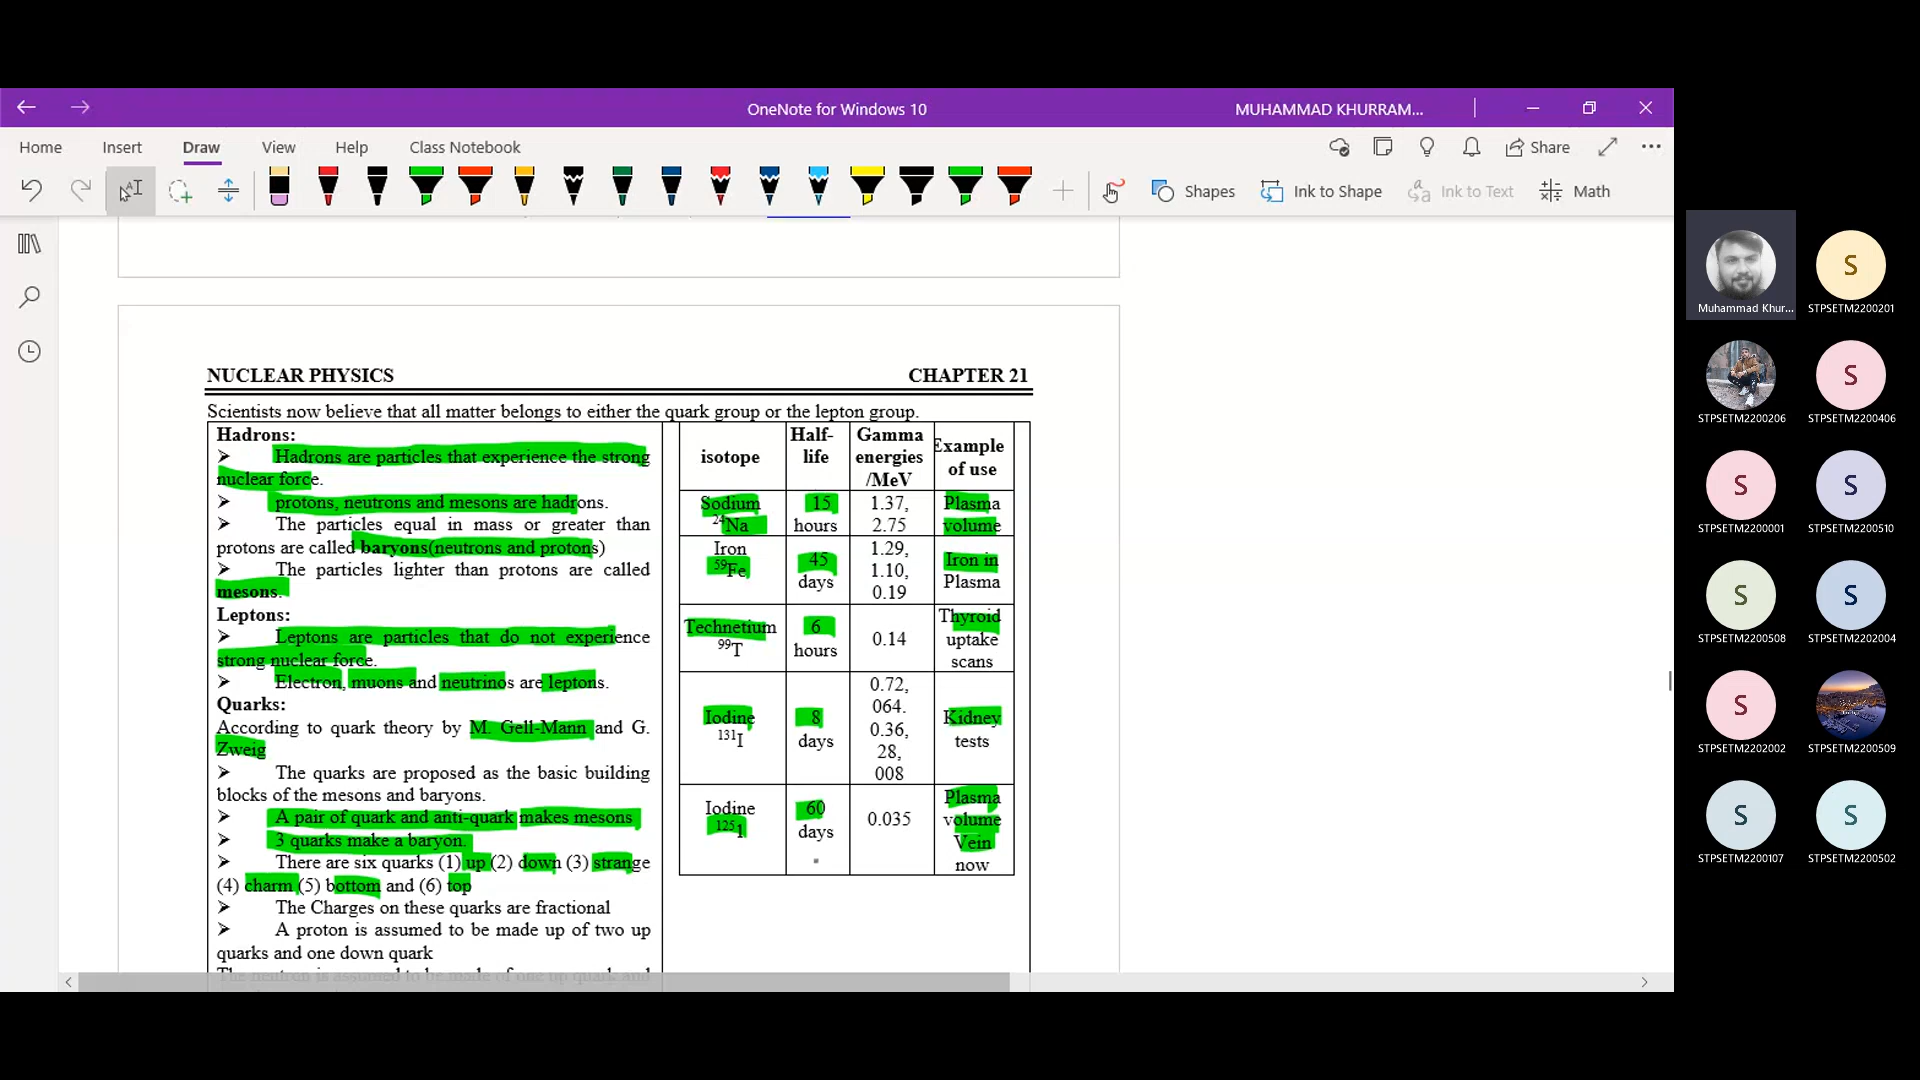 OneNote for Windows 10
MUHAMMAD KHURRAM...
Home Insert Draw View Help Class Notebook
Share
Shapes Ink to Shape Ink to Text Math
NUCLEAR PHYSICS CHAPTER 21
Scientists now believe that all matter belongs to either the quark group or the lepton group.
Hadrons:
➤ Hadrons are particles that experience the strong
nuclear force.
➤ protons, neutrons and mesons are hadrons.
➤ The particles equal in mass or greater than
protons are called baryons(neutrons and protons)
➤ The particles lighter than protons are called
mesons.
Leptons:
➤ Leptons are particles that do not experience
strong nuclear force.
➤ Electron, muons and neutrinos are leptons.
Quarks:
According to quark theory by M. Gell-Mann and G.
Zweig
➤ The quarks are proposed as the basic building
blocks of the mesons and baryons.
➤ A pair of quark and anti-quark makes mesons
➤ 3 quarks make a baryon.
➤ There are six quarks (1) up (2) down (3) strange
(4) charm (5) bottom and (6) top
➤ The Charges on these quarks are fractional
➤ A proton is assumed to be made up of two up
quarks and one down quark
The neutron is assumed to be made of one up quark and
isotope
Half-
life
Gamma
energies
/MeV
Example
of use
Sodium
24Na
15
hours
1.37,
2.75
Plasma
volume
Iron
59Fe
45
days
1.29,
1.10,
0.19
Iron in
Plasma
Technetium
99T
6
hours
0.14
Thyroid
uptake
scans
Iodine
131I
8
days
0.72,
064.
0.36,
28,
008
Kidney
tests
Iodine
125I
60
days
0.035
Plasma
volume
Vein
now
Muhammad Khur...
S
STPSETM2200201
STPSETM2200206
S
STPSETM2200406
S
STPSETM2200001
S
STPSETM2200510
S
STPSETM2200508
S
STPSETM2202004
S
STPSETM2202002
STPSETM2200509
S
STPSETM2200107
S
STPSETM2200502